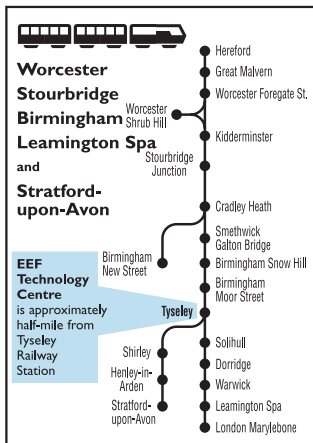 Worcester
Stourbridge
Birmingham
Leamington Spa
and
Stratford-
upon-Avon
Hereford
Great Malvern
Worcester Foregate St.
Worcester
Shrub Hill
Kidderminster
Stourbridge
Junction
Cradley Heath
Smethwick
Galton Bridge
Birmingham
New Street
Birmingham Snow Hill
Birmingham
Moor Street
EEF
Technology
Centre
is approximately
half-mile from
Tyseley
Railway
Station
Tyseley
Shirley
Henley-in-
Arden
Stratford-
upon-Avon
Solihull
Dorridge
Warwick
Leamington Spa
London Marylebone